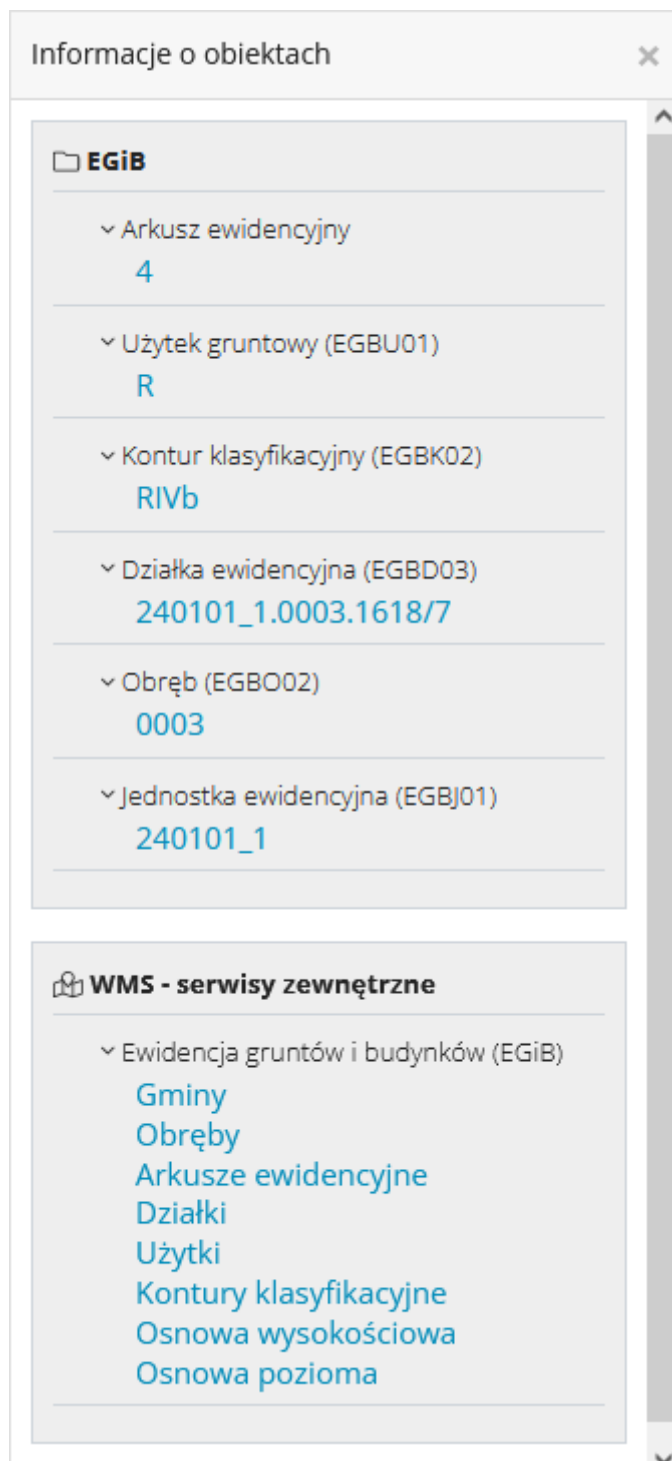 Informacje o obiektach
EGiB
Arkusz ewidencyjny
4
Użytek gruntowy (EGBU01)
R
Kontur klasyfikacyjny (EGBK02)
RIVb
Działka ewidencyjna (EGBD03)
240101_1.0003.1618/7
Obręb (EGBO02)
0003
Jednostka ewidencyjna (EGBJ01)
240101_1
WMS - serwisy zewnętrzne
Ewidencja gruntów i budynków (EGiB)
Gminy
Obręby
Arkusze ewidencyjne
Działki
Użytki
Kontury klasyfikacyjne
Osnowa wysokościowa
Osnowa pozioma